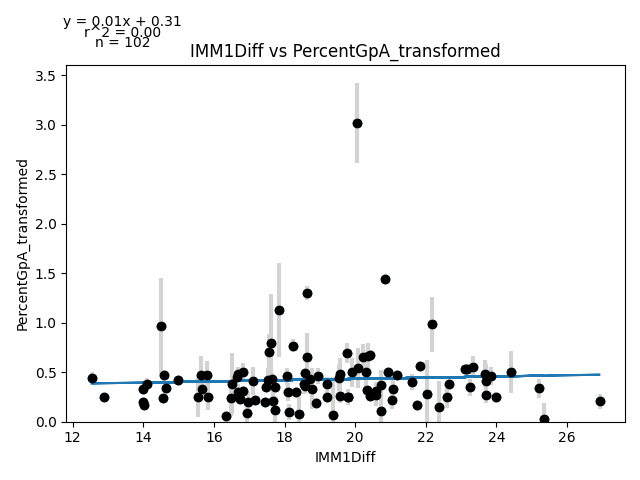 y = 0.01x + 0.31
r^2 = 0.00
n = 102
IMM1Diff vs PercentGpA_transformed
3.5
3.0
2.5
2.0
1.5
1.0
0.5
0.0
PercentGpA_transformed
12 14 16 18 20 22 24 26
IMM1Diff